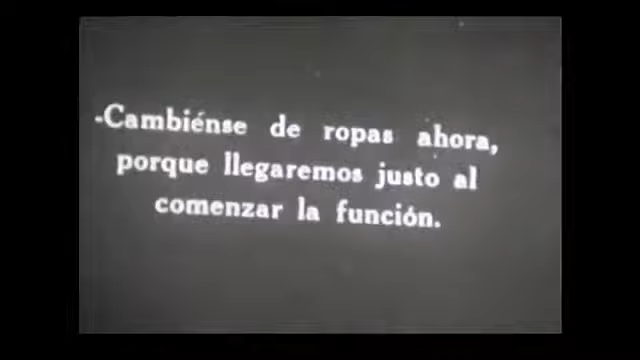 -Cambiénse de ropas ahora,
porque llegaremos justo al
comenzar la función.